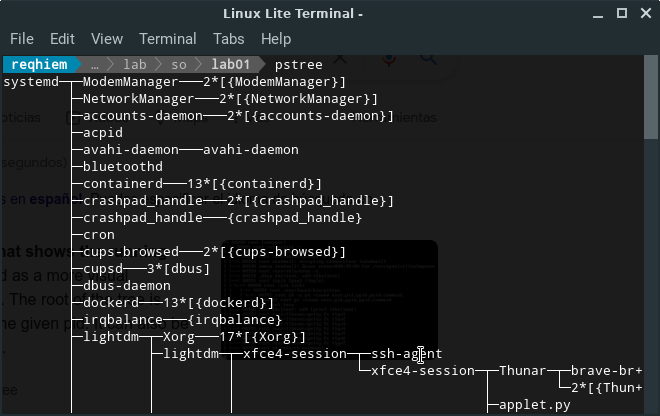 Linux Lite Terminal -
File Edit View Terminal Tabs Help
reqhiem … lab so lab01 pstree
systemd─┬─ModemManager───2*[{ModemManager}]
├─NetworkManager───2*[{NetworkManager}]
├─accounts-daemon───2*[{accounts-daemon}]
├─acpid
├─avahi-daemon───avahi-daemon
├─bluetoothd
├─containerd───13*[{containerd}]
├─crashpad_handle───2*[{crashpad_handle}]
├─crashpad_handle───{crashpad_handle}
├─cron
├─cups-browsed───2*[{cups-browsed}]
├─cupsd───3*[dbus]
├─dbus-daemon
├─dockerd───13*[{dockerd}]
├─irqbalance───{irqbalance}
├─lightdm─┬─Xorg───17*[{Xorg}]
├─lightdm─┬─xfce4-session─┬─ssh-agent
└─xfce4-session─┬─Thunar─┬─brave-br+
└─2*[{Thun+
├─applet.py